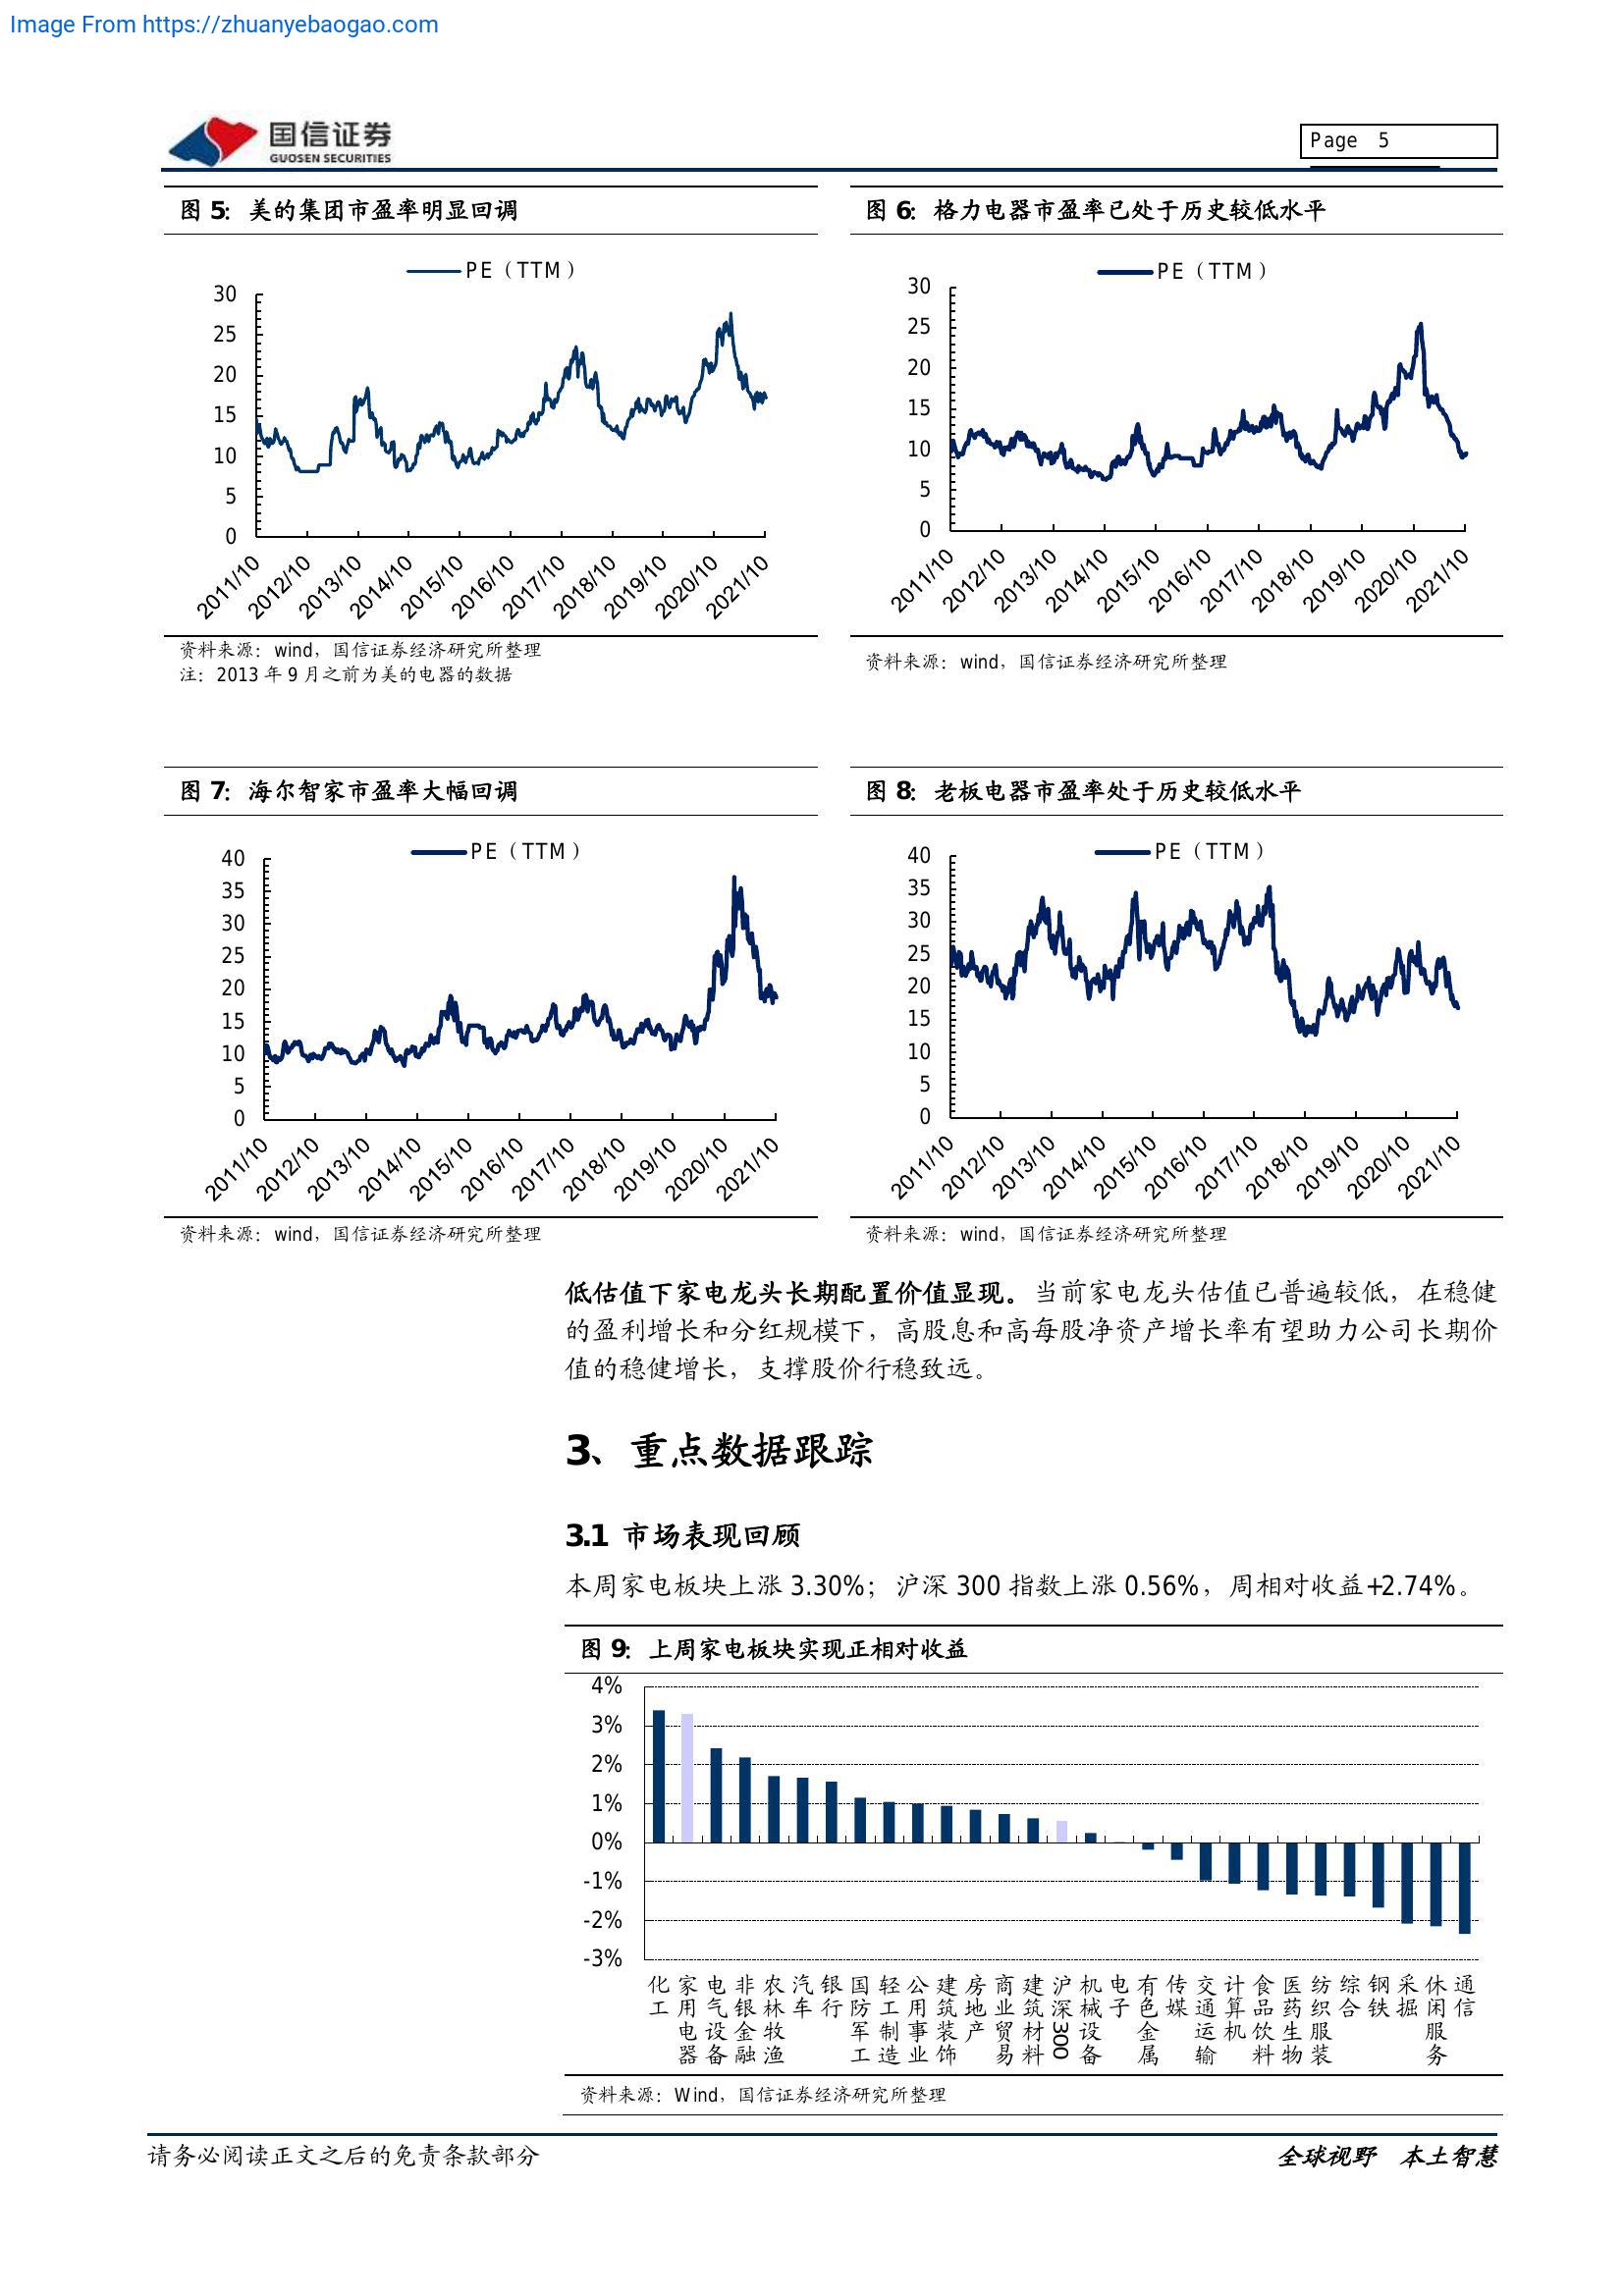 Image From https://zhuanyebaogao.com
国信证券
GUOSEN SECURITIES
Page 5
图 5：美的集团市盈率明显回调
PE（TTM）
30
25
20
15
10
5
0
2011/10
2012/10
2013/10
2014/10
2015/10
2016/10
2017/10
2018/10
2019/10
2020/10
2021/10
资料来源：wind，国信证券经济研究所整理
注：2013 年 9 月之前为美的电器的数据
图 6：格力电器市盈率已处于历史较低水平
PE（TTM）
30
25
20
15
10
5
0
2011/10
2012/10
2013/10
2014/10
2015/10
2016/10
2017/10
2018/10
2019/10
2020/10
2021/10
资料来源：wind，国信证券经济研究所整理
图 7：海尔智家市盈率大幅回调
PE（TTM）
40
35
30
25
20
15
10
5
0
2011/10
2012/10
2013/10
2014/10
2015/10
2016/10
2017/10
2018/10
2019/10
2020/10
2021/10
资料来源：wind，国信证券经济研究所整理
图 8：老板电器市盈率处于历史较低水平
PE（TTM）
40
35
30
25
20
15
10
5
0
2011/10
2012/10
2013/10
2014/10
2015/10
2016/10
2017/10
2018/10
2019/10
2020/10
2021/10
资料来源：wind，国信证券经济研究所整理
低估值下家电龙头长期配置价值显现。当前家电龙头估值已普遍较低，在稳健
的盈利增长和分红规模下，高股息和高每股净资产增长率有望助力公司长期价
值的稳健增长，支撑股价行稳致远。
3、重点数据跟踪
3.1 市场表现回顾
本周家电板块上涨 3.30%；沪深 300 指数上涨 0.56%，周相对收益+2.74%。
图 9：上周家电板块实现正相对收益
4%
3%
2%
1%
0%
-1%
-2%
-3%
化工
家用电器
电气设备
非银金融
农林牧渔
汽车
银行
国防军工
轻工制造
公用事业
建筑装饰
房地产
商业贸易
建筑材料
沪深300
机械设备
电子
有色金属
传媒
交通运输
计算机
食品饮料
医药生物
纺织服装
综合
钢铁
采掘
休闲服务
通信
资料来源：Wind，国信证券经济研究所整理
请务必阅读正文之后的免责条款部分
全球视野 本土智慧